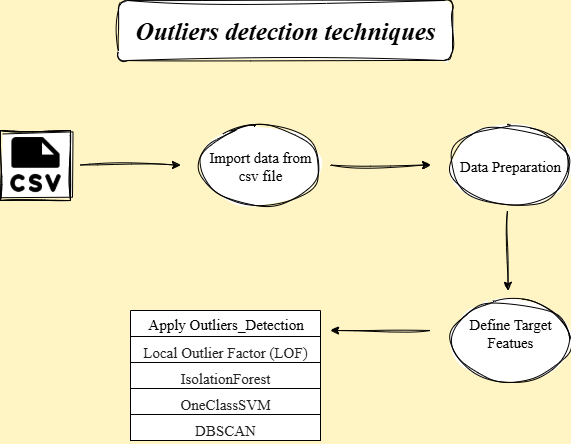 Outliers detection techniques
CSV
Import data from
csv file
Data Preparation
Define Target
Featues
Apply Outliers_Detection
Local Outlier Factor (LOF)
IsolationForest
OneClassSVM
DBSCAN